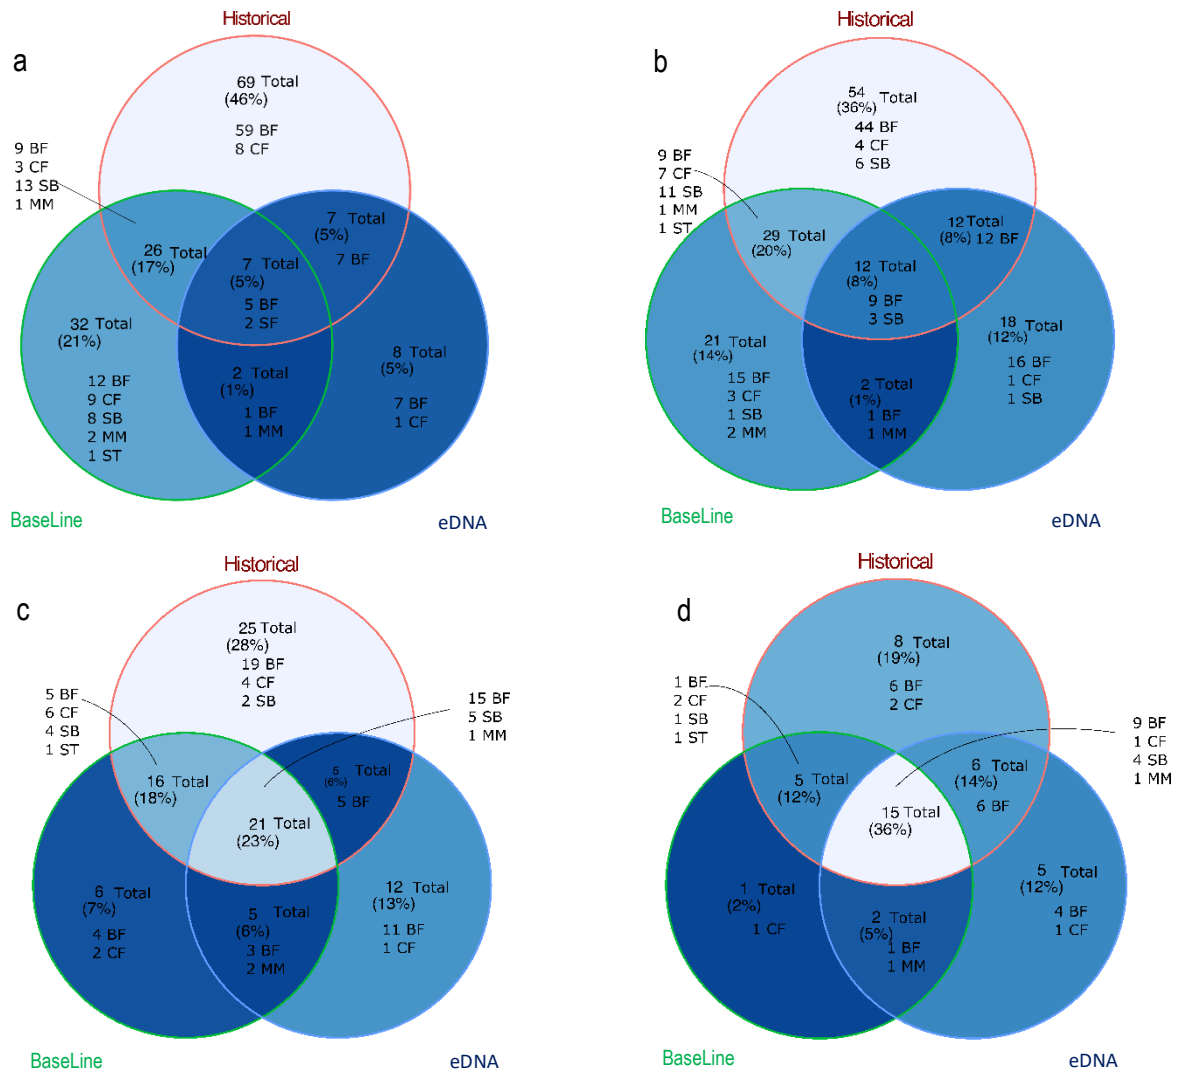 Historical
a
69 Total
(46%)
59 BF
8 CF
9 BF
3 CF
13 SB
1 MM
26 Total
(17%)
7 Total
(5%)
7 BF
7 Total
(5%)
5 BF
2 SF
32 Total
(21%)
12 BF
9 CF
8 SB
2 MM
1 ST
2 Total
(1%)
1 BF
1 MM
8 Total
(5%)
7 BF
1 CF
BaseLine
eDNA
Historical
b
54 Total
(36%)
44 BF
4 CF
6 SB
9 BF
7 CF
11 SB
1 MM
1 ST
29 Total
(20%)
12 Total
(8%) 12 BF
12 Total
(8%)
9 BF
3 SB
21 Total
(14%)
15 BF
3 CF
1 SB
2 MM
2 Total
(1%)
1 BF
1 MM
18 Total
(12%)
16 BF
1 CF
1 SB
BaseLine
eDNA
Historical
c
25 Total
(28%)
19 BF
4 CF
2 SB
5 BF
6 CF
4 SB
1 ST
15 BF
5 SB
1 MM
16 Total
(18%)
5 Total
(6%)
5 BF
21 Total
(23%)
6 Total
(7%)
4 BF
2 CF
5 Total
(6%)
3 BF
2 MM
12 Total
(13%)
11 BF
1 CF
BaseLine
eDNA
Historical
d
8 Total
(19%)
6 BF
2 CF
1 BF
2 CF
1 SB
1 ST
9 BF
1 CF
4 SB
1 MM
5 Total
(12%)
6 Total
(14%)
6 BF
15 Total
(36%)
1 Total
(2%)
1 CF
2 Total
(5%)
1 BF
1 MM
5 Total
(12%)
4 BF
1 CF
BaseLine
eDNA